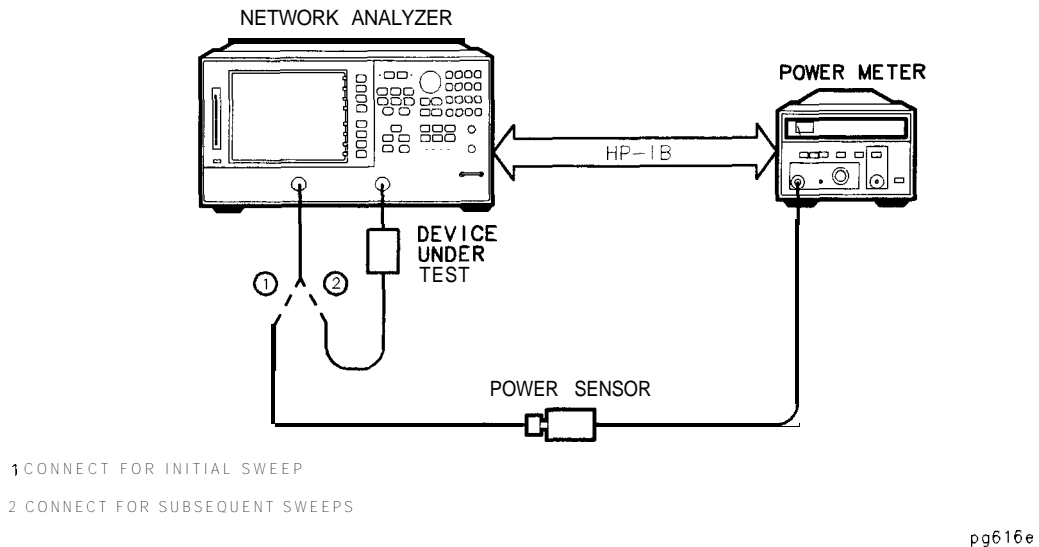 NETWORK ANALYZER
POWER METER
HP-IB
DEVICE
UNDER
TEST
1
2
POWER SENSOR
1 CONNECT FOR INITIAL SWEEP
2 CONNECT FOR SUBSEQUENT SWEEPS
pg616e